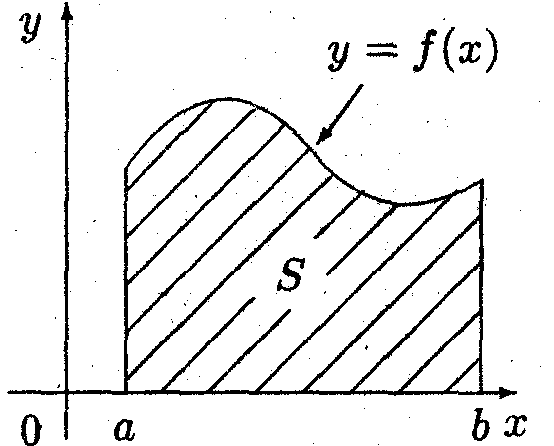 y
y = f(x)
S
0 a b x